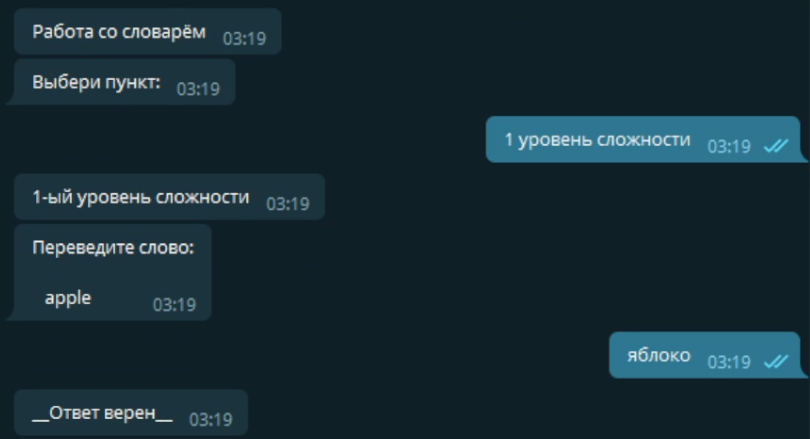 Работа со словарём 03:19
Выбери пункт: 03:19
1 уровень сложности 03:19
1-ый уровень сложности 03:19
Переведите слово:
apple 03:19
яблоко 03:19
__Ответ верен__ 03:19